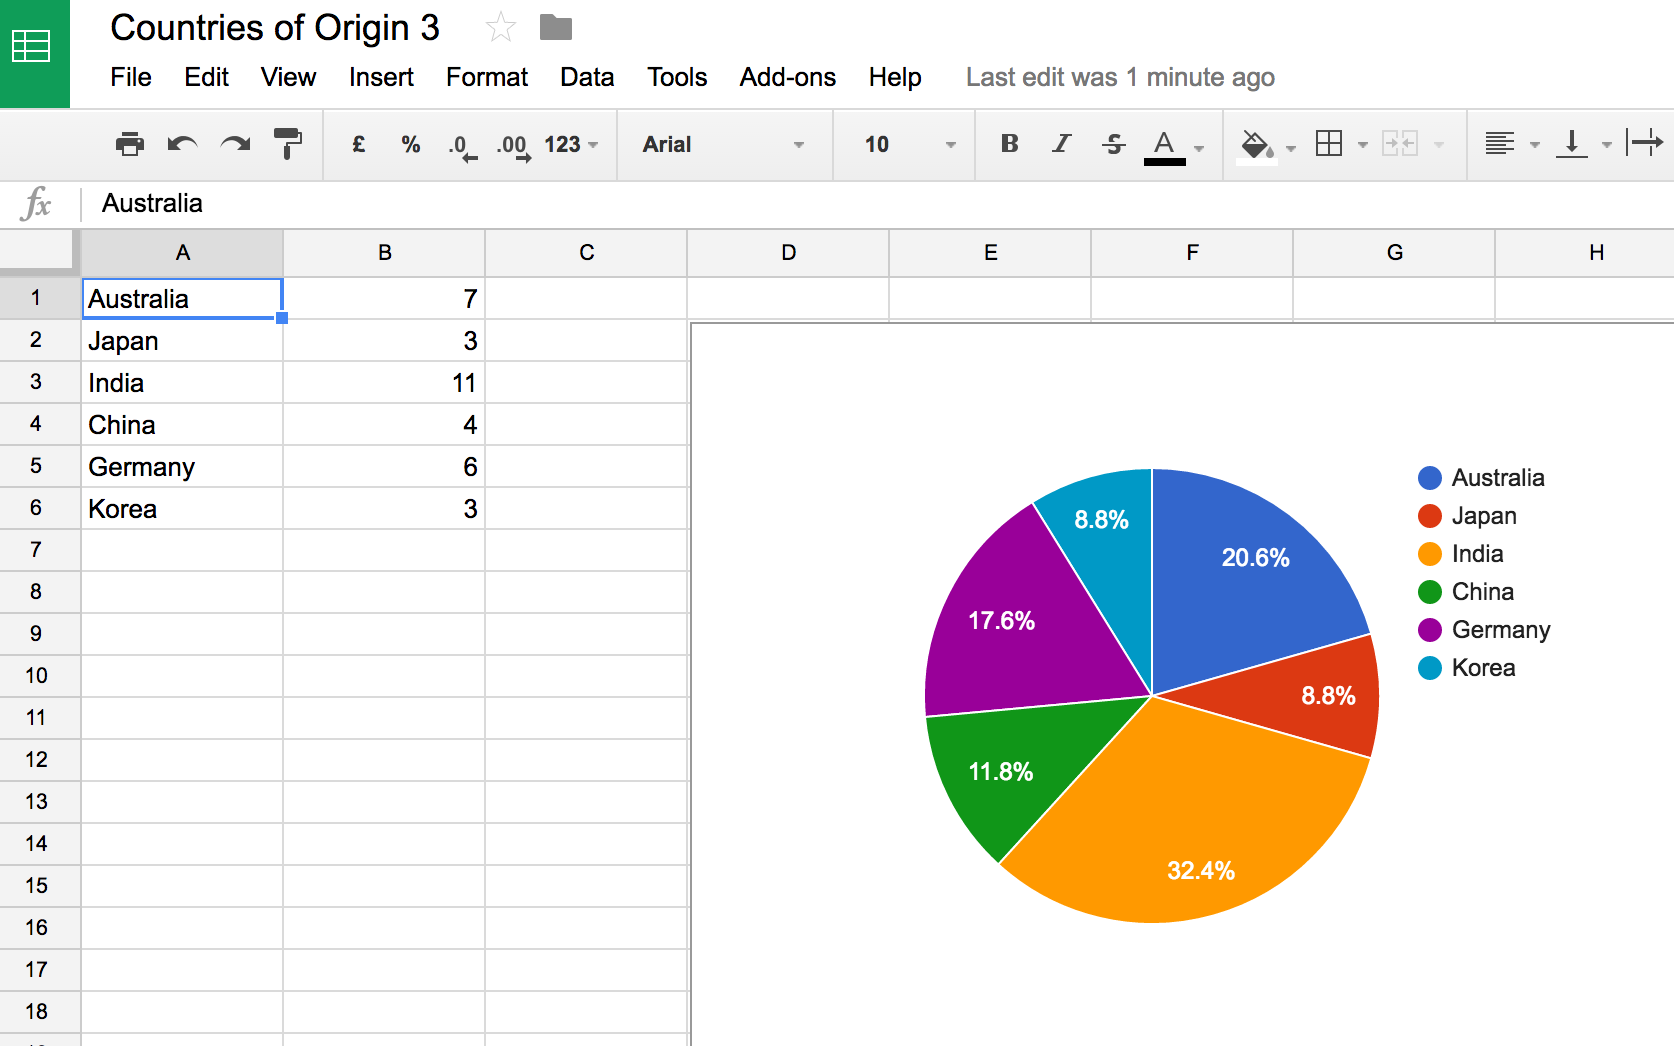 Countries of Origin 3
File Edit View Insert Format Data Tools Add-ons Help Last edit was 1 minute ago
£ % .0 .00 123 Arial 10 B I S A
fx Australia
A B C D E F G H
1 Australia 7
2 Japan 3
3 India 11
4 China 4
5 Germany 6
6 Korea 3
7
8
9
10
11
12
13
14
15
16
17
18
8.8%
20.6%
17.6%
8.8%
11.8%
32.4%
Australia
Japan
India
China
Germany
Korea